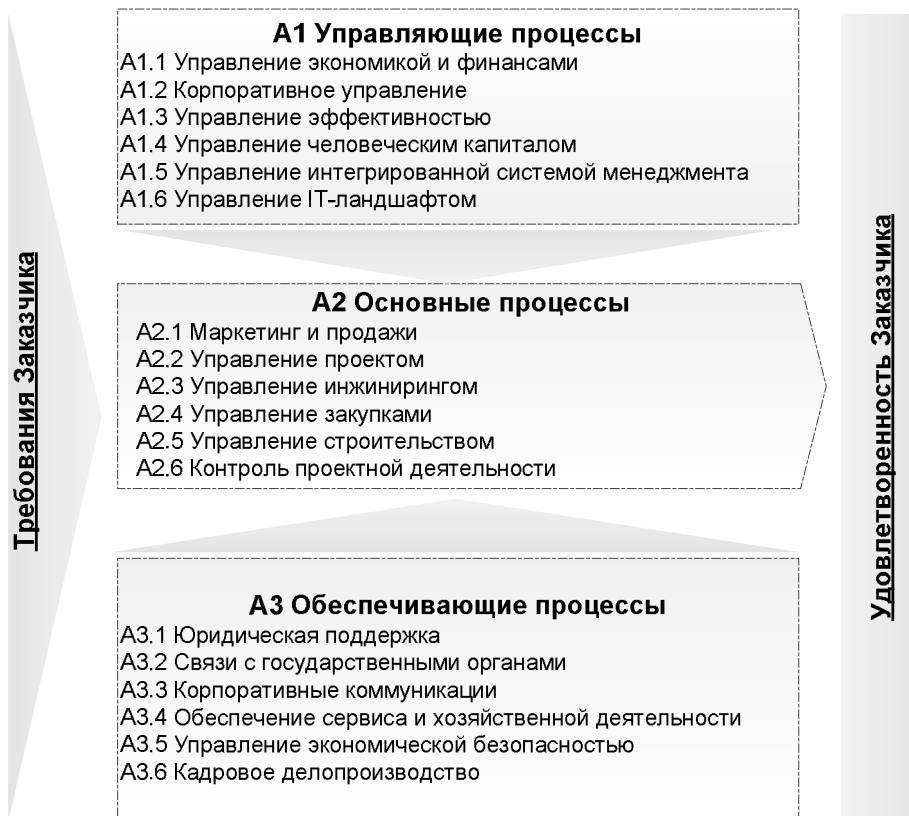 Требования Заказчика
А1 Управляющие процессы
А1.1 Управление экономикой и финансами
А1.2 Корпоративное управление
А1.3 Управление эффективностью
А1.4 Управление человеческим капиталом
А1.5 Управление интегрированной системой менеджмента
А1.6 Управление IT-ландшафтом
А2 Основные процессы
А2.1 Маркетинг и продажи
А2.2 Управление проектом
А2.3 Управление инжинирингом
А2.4 Управление закупками
А2.5 Управление строительством
А2.6 Контроль проектной деятельности
А3 Обеспечивающие процессы
А3.1 Юридическая поддержка
А3.2 Связи с государственными органами
А3.3 Корпоративные коммуникации
А3.4 Обеспечение сервиса и хозяйственной деятельности
А3.5 Управление экономической безопасностью
А3.6 Кадровое делопроизводство
Удовлетворенность Заказчика